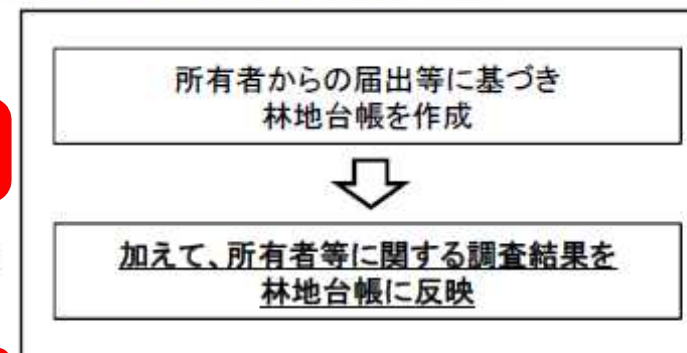 所有者からの届出等に基づき
林地台帳を作成
加えて、所有者等に関する調査結果を
林地台帳に反映